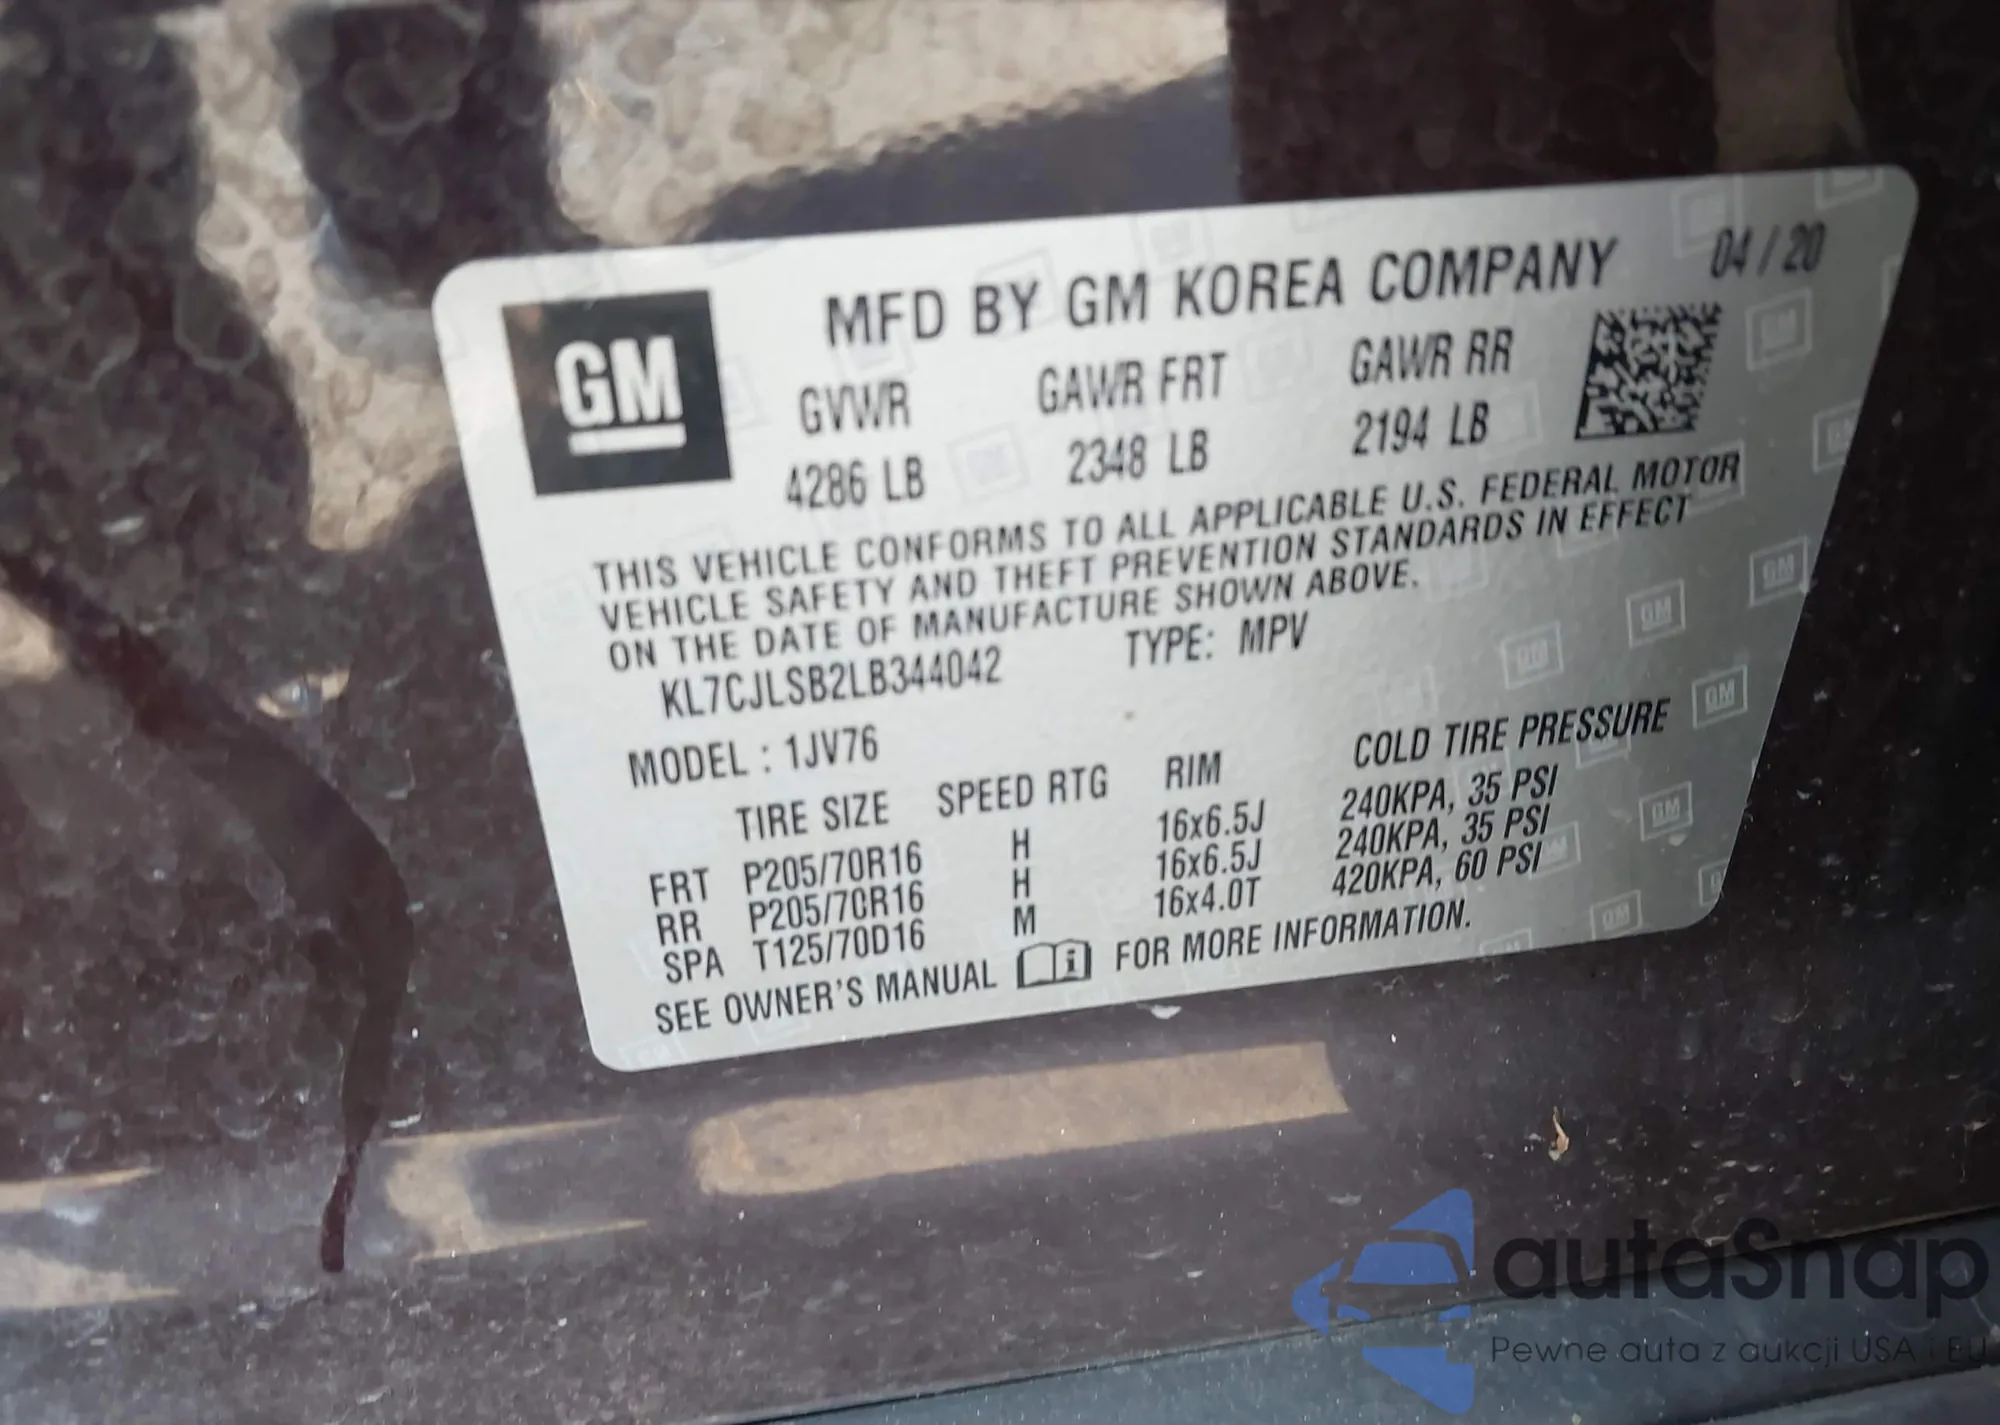 MFD BY GM KOREA COMPANY 04 / 20
GM
GVWR GAWR FRT GAWR RR
4286 LB 2348 LB 2194 LB
THIS VEHICLE CONFORMS TO ALL APPLICABLE U.S. FEDERAL MOTOR
VEHICLE SAFETY AND THEFT PREVENTION STANDARDS IN EFFECT
ON THE DATE OF MANUFACTURE SHOWN ABOVE.
KL7CJLSB2LB344042 TYPE: MPV
MODEL : 1JV76
TIRE SIZE SPEED RTG RIM COLD TIRE PRESSURE
FRT P205/70R16 H 16x6.5J 240KPA, 35 PSI
RR P205/70R16 H 16x6.5J 240KPA, 35 PSI
SPA T125/70D16 M 16x4.0T 420KPA, 60 PSI
SEE OWNER'S MANUAL FOR MORE INFORMATION.
autaSnap
Pewne auta z aukcji USA i EU